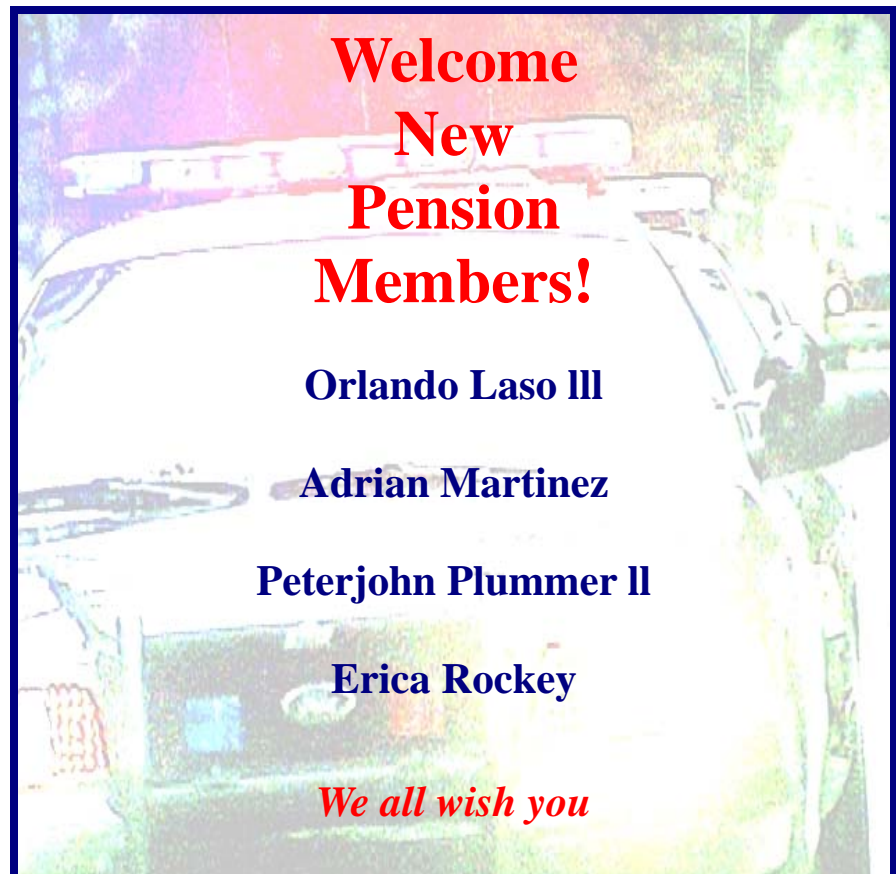 Welcome
New
Pension
Members!
Orlando Laso lll
Adrian Martinez
Peterjohn Plummer ll
Erica Rockey
We all wish you